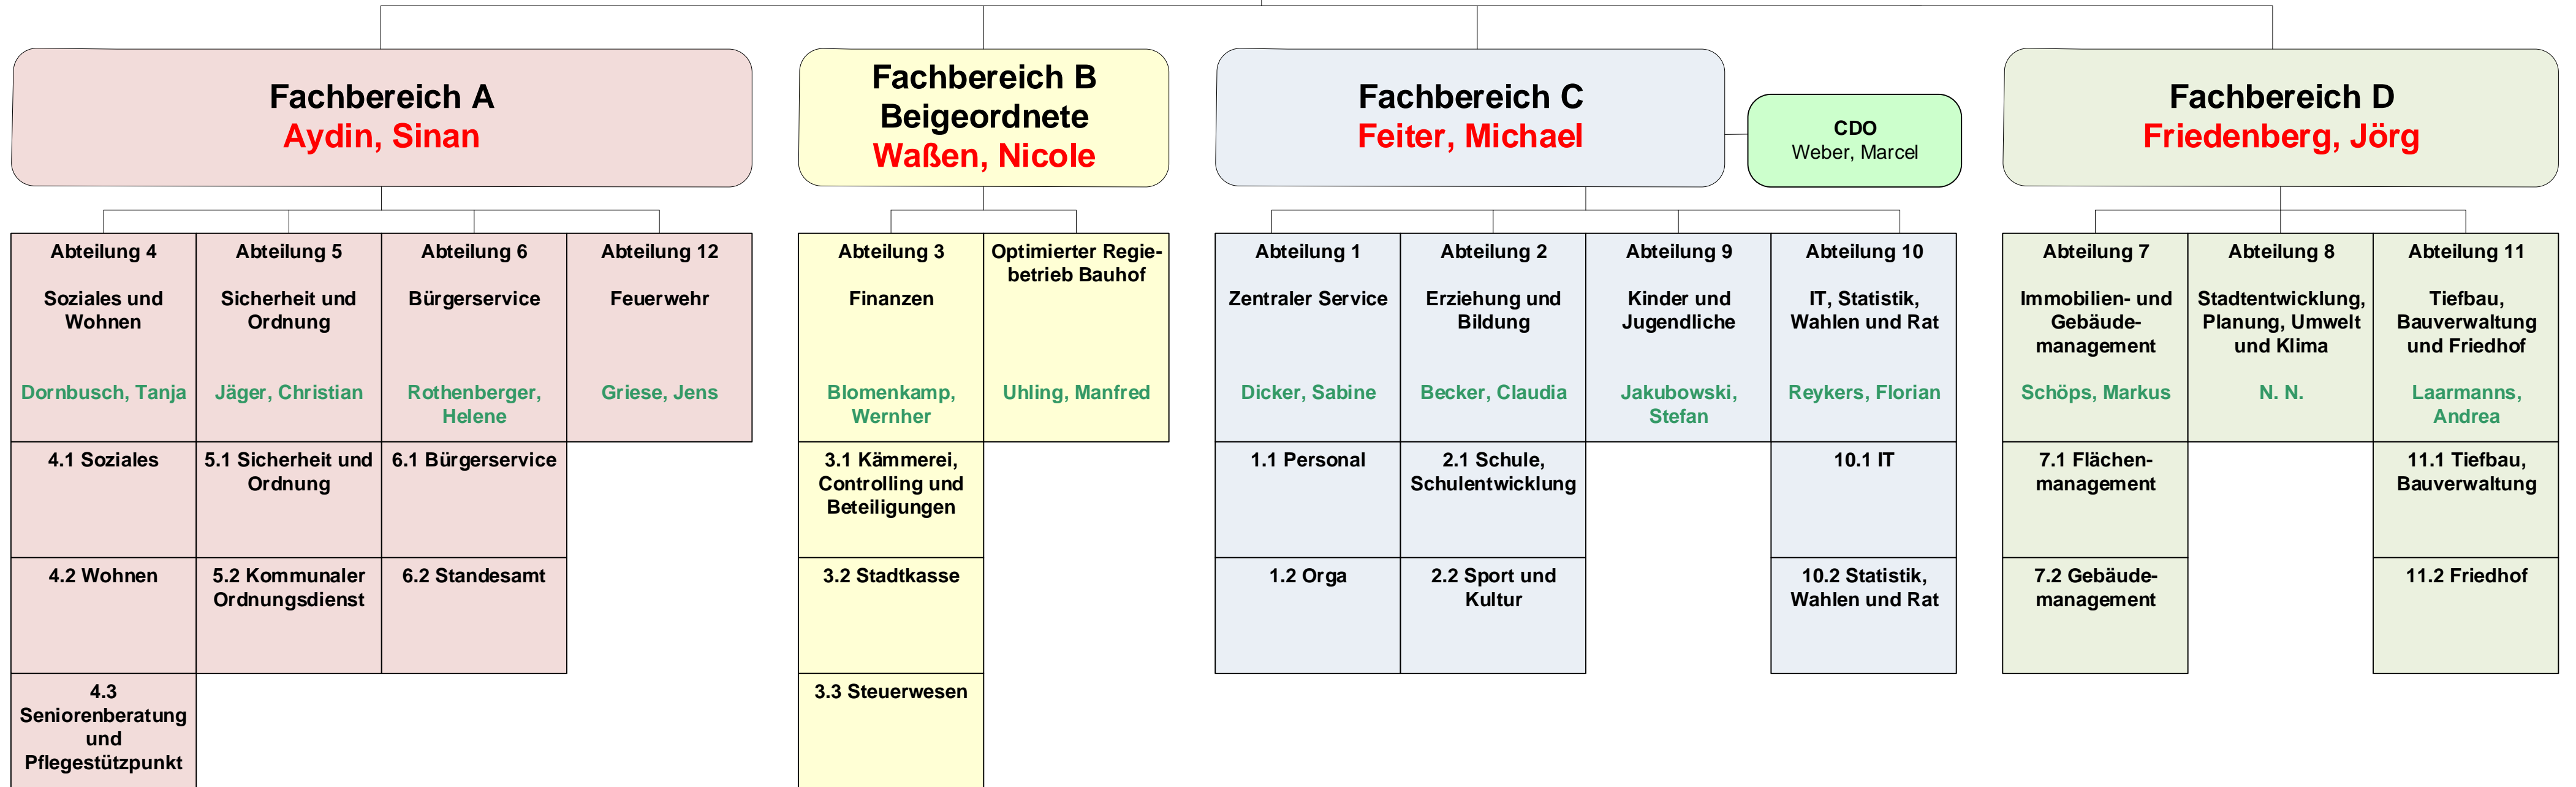 Fachbereich A
Aydin, Sinan
Fachbereich B
Beigeordnete
Waßen, Nicole
Fachbereich C
Feiter, Michael
CDO
Weber, Marcel
Fachbereich D
Friedenberg, Jörg
Abteilung 4
Soziales und
Wohnen
Dornbusch, Tanja
4.1 Soziales
4.2 Wohnen
4.3
Seniorenberatung
und
Pflegestützpunkt
Abteilung 5
Sicherheit und
Ordnung
Jäger, Christian
5.1 Sicherheit und
Ordnung
5.2 Kommunaler
Ordnungsdienst
Abteilung 6
Bürgerservice
Rothenberger,
Helene
6.1 Bürgerservice
6.2 Standesamt
Abteilung 12
Feuerwehr
Griese, Jens
Abteilung 3
Finanzen
Blomenkamp,
Wernher
3.1 Kämmerei,
Controlling und
Beteiligungen
3.2 Stadtkasse
3.3 Steuerwesen
Optimierter Regie-
betrieb Bauhof
Uhling, Manfred
Abteilung 1
Zentraler Service
Dicker, Sabine
1.1 Personal
1.2 Orga
Abteilung 2
Erziehung und
Bildung
Becker, Claudia
2.1 Schule,
Schulentwicklung
2.2 Sport und
Kultur
Abteilung 9
Kinder und
Jugendliche
Jakubowski,
Stefan
Abteilung 10
IT, Statistik,
Wahlen und Rat
Reykers, Florian
10.1 IT
10.2 Statistik,
Wahlen und Rat
Abteilung 7
Immobilien- und
Gebäude-
management
Schöps, Markus
7.1 Flächen-
management
7.2 Gebäude-
management
Abteilung 8
Stadtentwicklung,
Planung, Umwelt
und Klima
N. N.
Abteilung 11
Tiefbau,
Bauverwaltung
und Friedhof
Laarmanns,
Andrea
11.1 Tiefbau,
Bauverwaltung
11.2 Friedhof